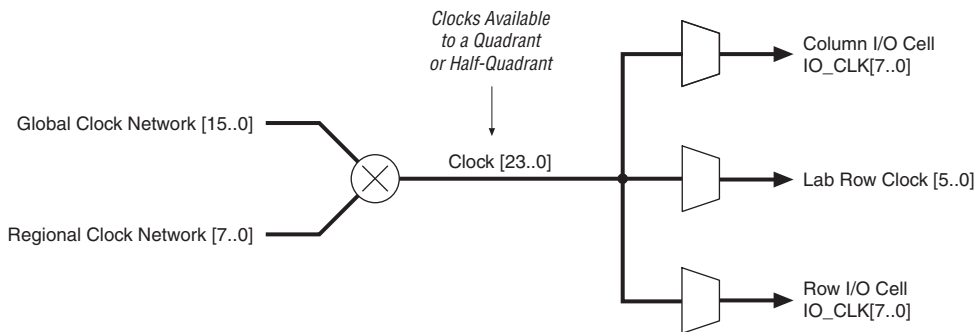 Clocks Available
to a Quadrant
or Half-Quadrant
Column I/O Cell
IO_CLK[7..0]
Global Clock Network [15..0]
Clock [23..0]
Lab Row Clock [5..0]
Regional Clock Network [7..0]
Row I/O Cell
IO_CLK[7..0]